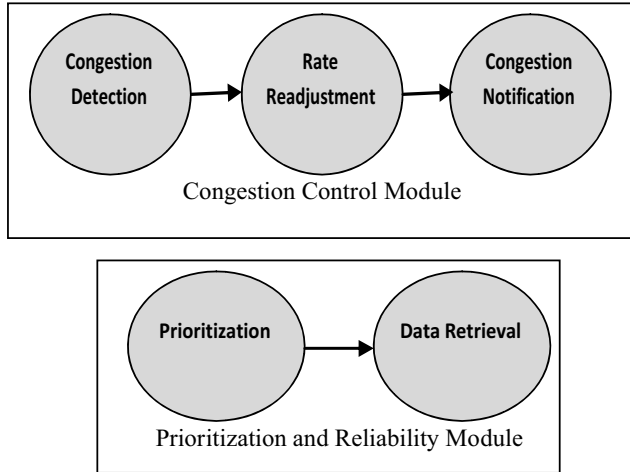 Congestion
Detection
Rate
Readjustment
Congestion
Notification
Congestion Control Module
Prioritization
Data Retrieval
Prioritization and Reliability Module